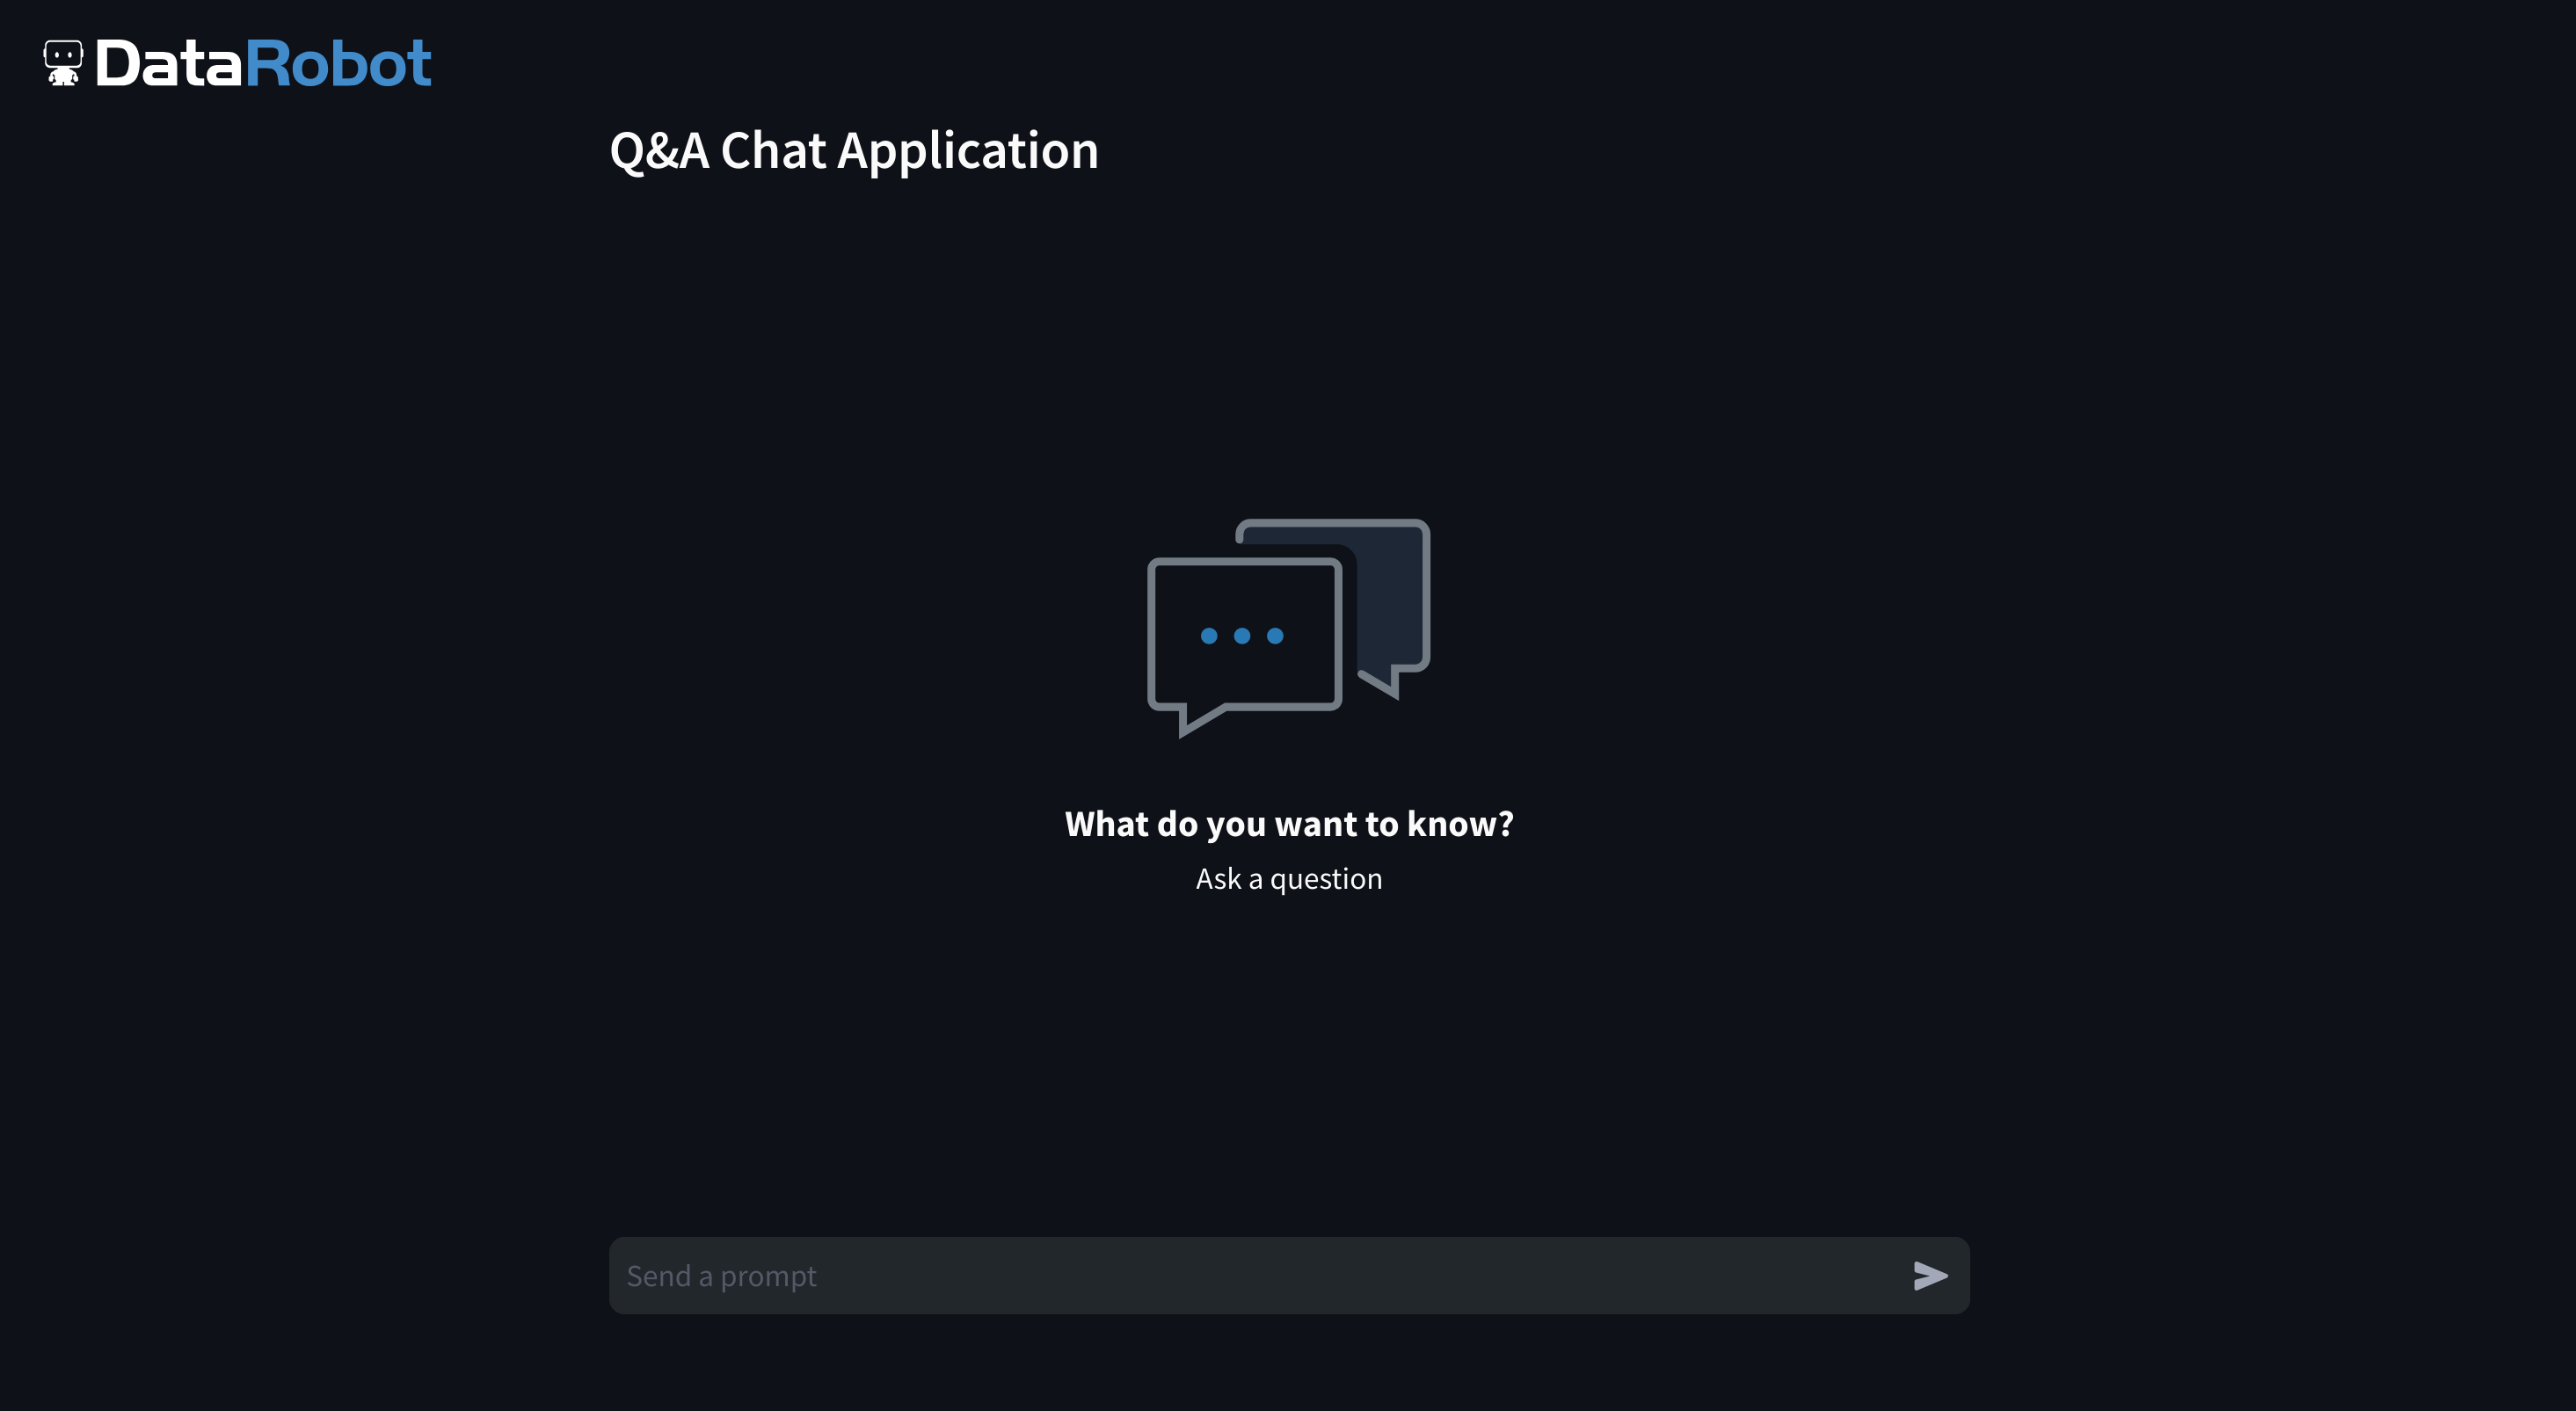 DataRobot
Q&A Chat Application
What do you want to know?
Ask a question
Send a prompt